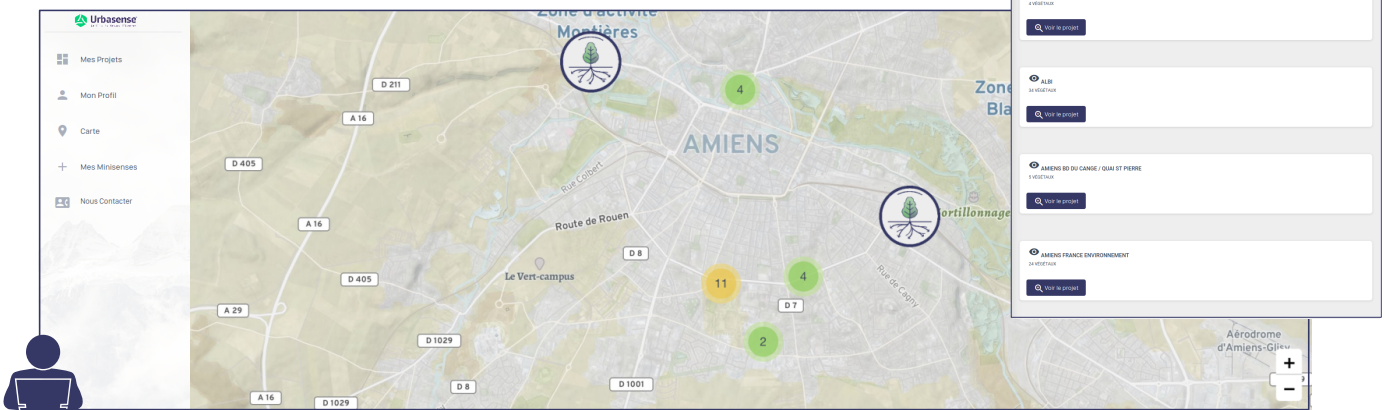 Urbasense
Mes Projets
Mon Profil
Carte
Mes Minisenses
Nous Contacter
Zone d'activité
Montières
D 211
A 16
D 405
4
AMIENS
Rue Colbert
Route de Rouen
A 16
D 8
Le Vert-campus
D 405
11
4
D 7
A 29
D 1029
2
Rue de Cagny
D 8
D 1001
A 16
D 1029
Zone
Bla
ortillonnage
Aérodrome
d'Amiens-Glisy
+
−
4 VÉGÉTAUX
Voir le projet
ALBI
34 VÉGÉTAUX
Voir le projet
AMIENS BD DU CANGE / QUAI ST PIERRE
5 VÉGÉTAUX
Voir le projet
AMIENS FRANCE ENVIRONNEMENT
24 VÉGÉTAUX
Voir le projet